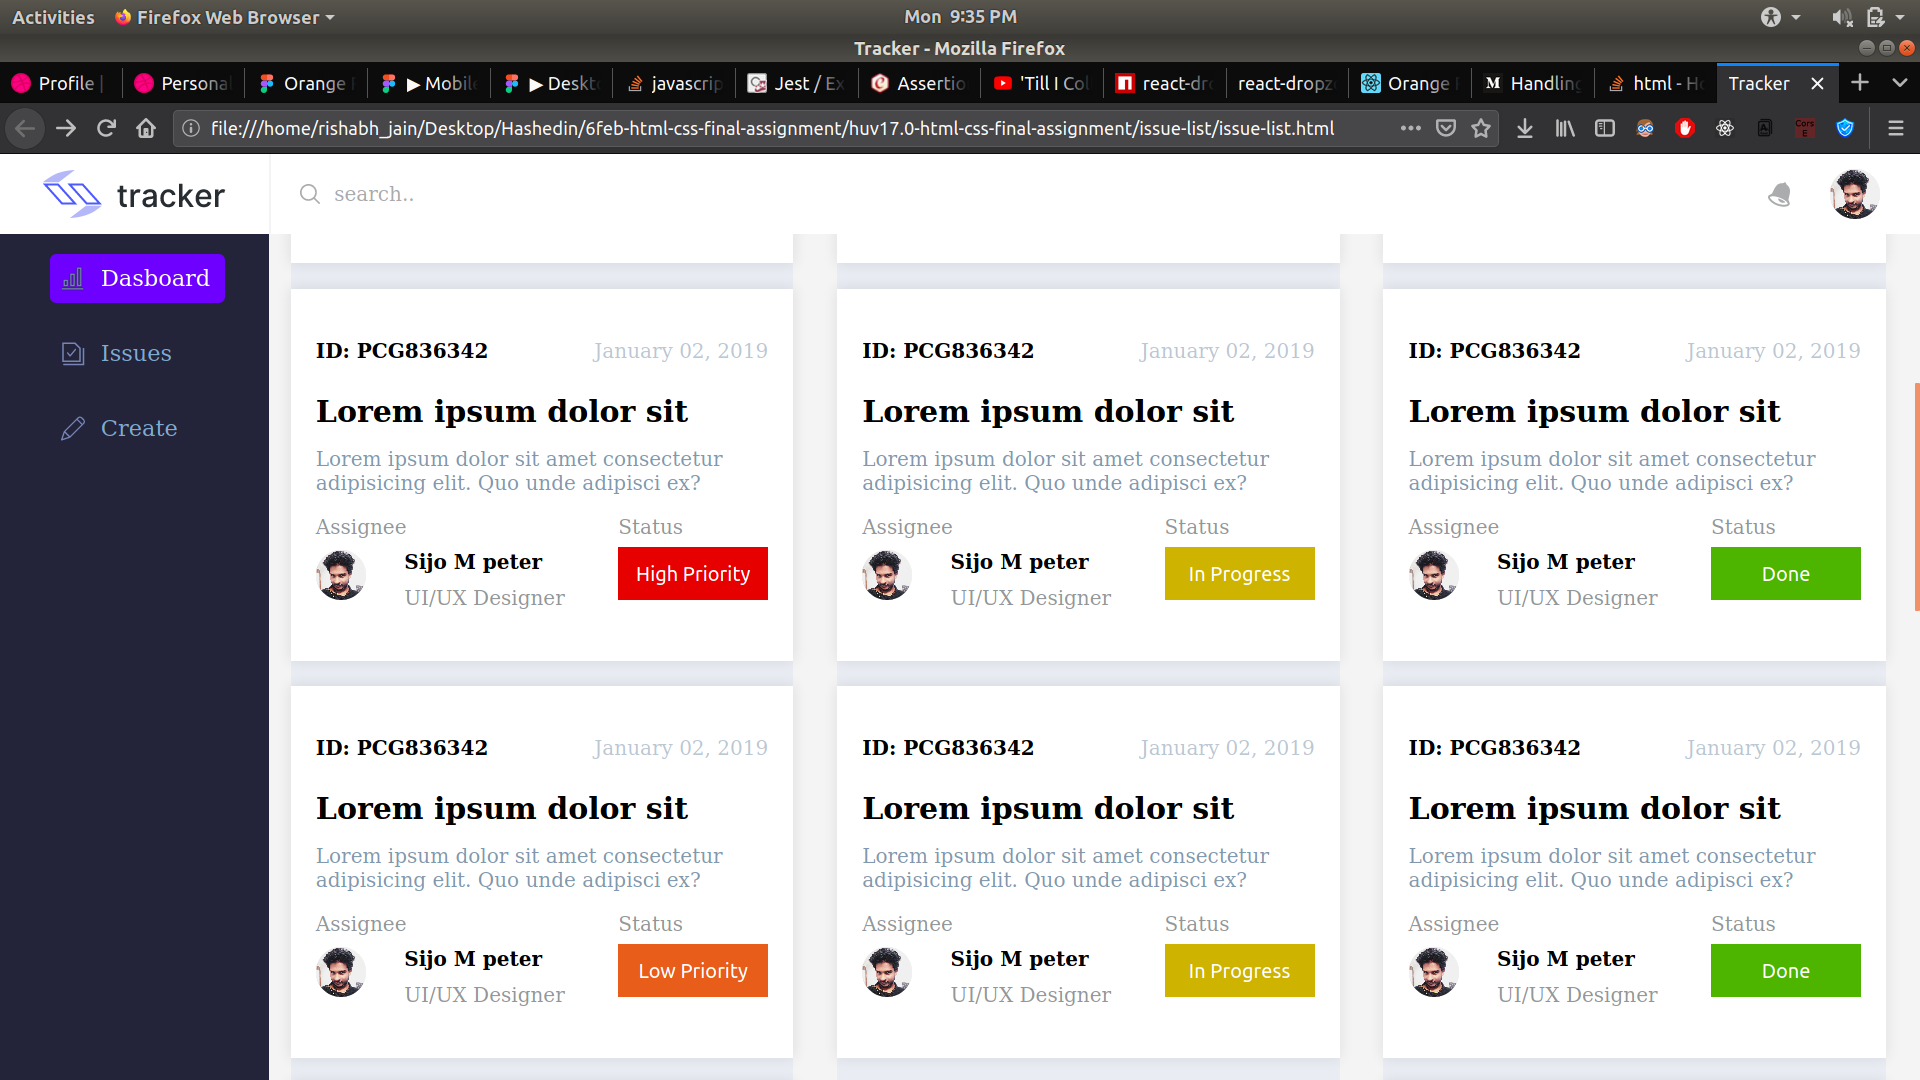 Activities Firefox Web Browser Mon 9:35 PM
Tracker - Mozilla Firefox
Profile | Persona Orange ▶ Mobile ▶ Deskt javascrip Jest / Ex Assertio 'Till I Col react-dro react-dropz Orange Handling html - Ho Tracker
file:///home/rishabh_jain/Desktop/Hashedin/6feb-html-css-final-assignment/huv17.0-html-css-final-assignment/issue-list/issue-list.html
tracker search..
Dasboard
Issues
Create
ID: PCG836342 January 02, 2019
Lorem ipsum dolor sit
Lorem ipsum dolor sit amet consectetur
adipisicing elit. Quo unde adipisci ex?
Assignee Status
Sijo M peter
UI/UX Designer
High Priority
ID: PCG836342 January 02, 2019
Lorem ipsum dolor sit
Lorem ipsum dolor sit amet consectetur
adipisicing elit. Quo unde adipisci ex?
Assignee Status
Sijo M peter
UI/UX Designer
In Progress
ID: PCG836342 January 02, 2019
Lorem ipsum dolor sit
Lorem ipsum dolor sit amet consectetur
adipisicing elit. Quo unde adipisci ex?
Assignee Status
Sijo M peter
UI/UX Designer
Done
ID: PCG836342 January 02, 2019
Lorem ipsum dolor sit
Lorem ipsum dolor sit amet consectetur
adipisicing elit. Quo unde adipisci ex?
Assignee Status
Sijo M peter
UI/UX Designer
Low Priority
ID: PCG836342 January 02, 2019
Lorem ipsum dolor sit
Lorem ipsum dolor sit amet consectetur
adipisicing elit. Quo unde adipisci ex?
Assignee Status
Sijo M peter
UI/UX Designer
In Progress
ID: PCG836342 January 02, 2019
Lorem ipsum dolor sit
Lorem ipsum dolor sit amet consectetur
adipisicing elit. Quo unde adipisci ex?
Assignee Status
Sijo M peter
UI/UX Designer
Done